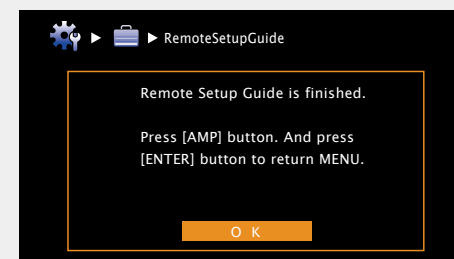 RemoteSetupGuide
Remote Setup Guide is finished.
Press [AMP] button. And press
[ENTER] button to return MENU.
O K